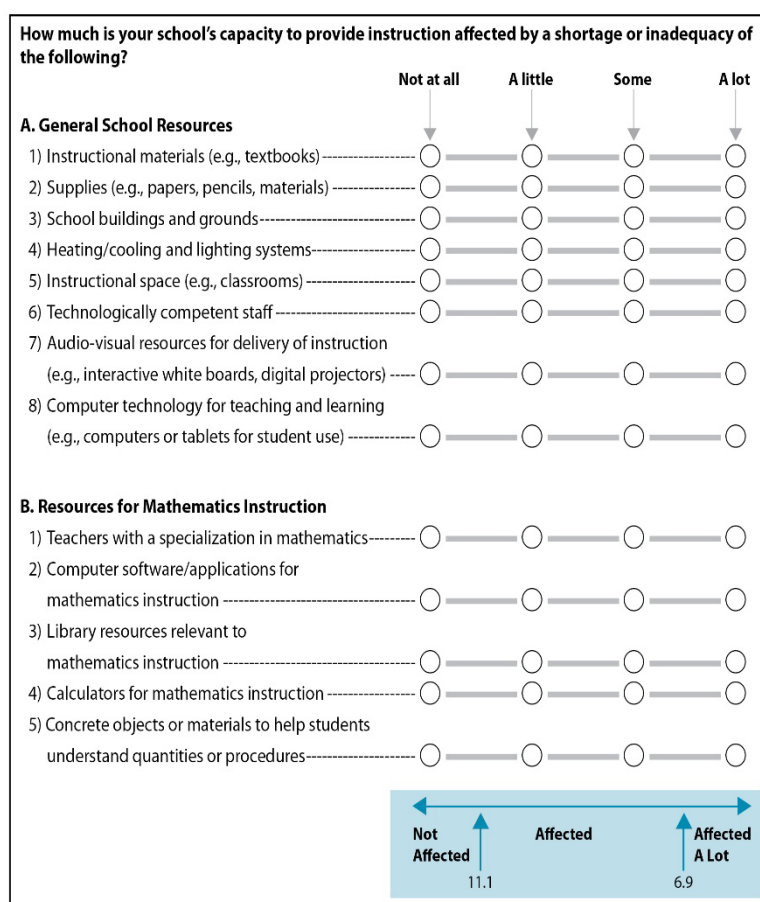 How much is your school's capacity to provide instruction affected by a shortage or inadequacy of
the following?
Not at all A little Some A lot
A. General School Resources
1) Instructional materials (e.g., textbooks)
2) Supplies (e.g., papers, pencils, materials)
3) School buildings and grounds
4) Heating/cooling and lighting systems
5) Instructional space (e.g., classrooms)
6) Technologically competent staff
7) Audio-visual resources for delivery of instruction
(e.g., interactive white boards, digital projectors)
8) Computer technology for teaching and learning
(e.g., computers or tablets for student use)
B. Resources for Mathematics Instruction
1) Teachers with a specialization in mathematics
2) Computer software/applications for
mathematics instruction
3) Library resources relevant to
mathematics instruction
4) Calculators for mathematics instruction
5) Concrete objects or materials to help students
understand quantities or procedures
Not Affected Affected
Affected A Lot
11.1 6.9